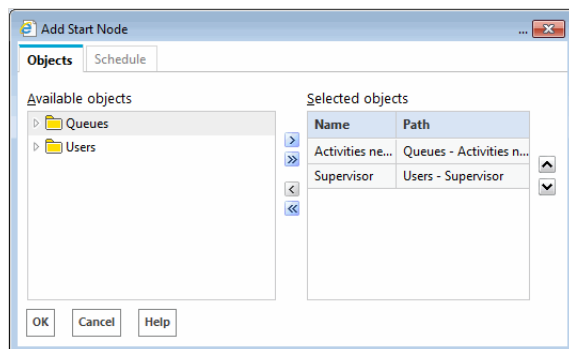 Add Start Node ...
Objects Schedule
Available objects
Queues
Users
Selected objects
Name Path
Activities ne... Queues - Activities n...
Supervisor Users - Supervisor
OK Cancel Help